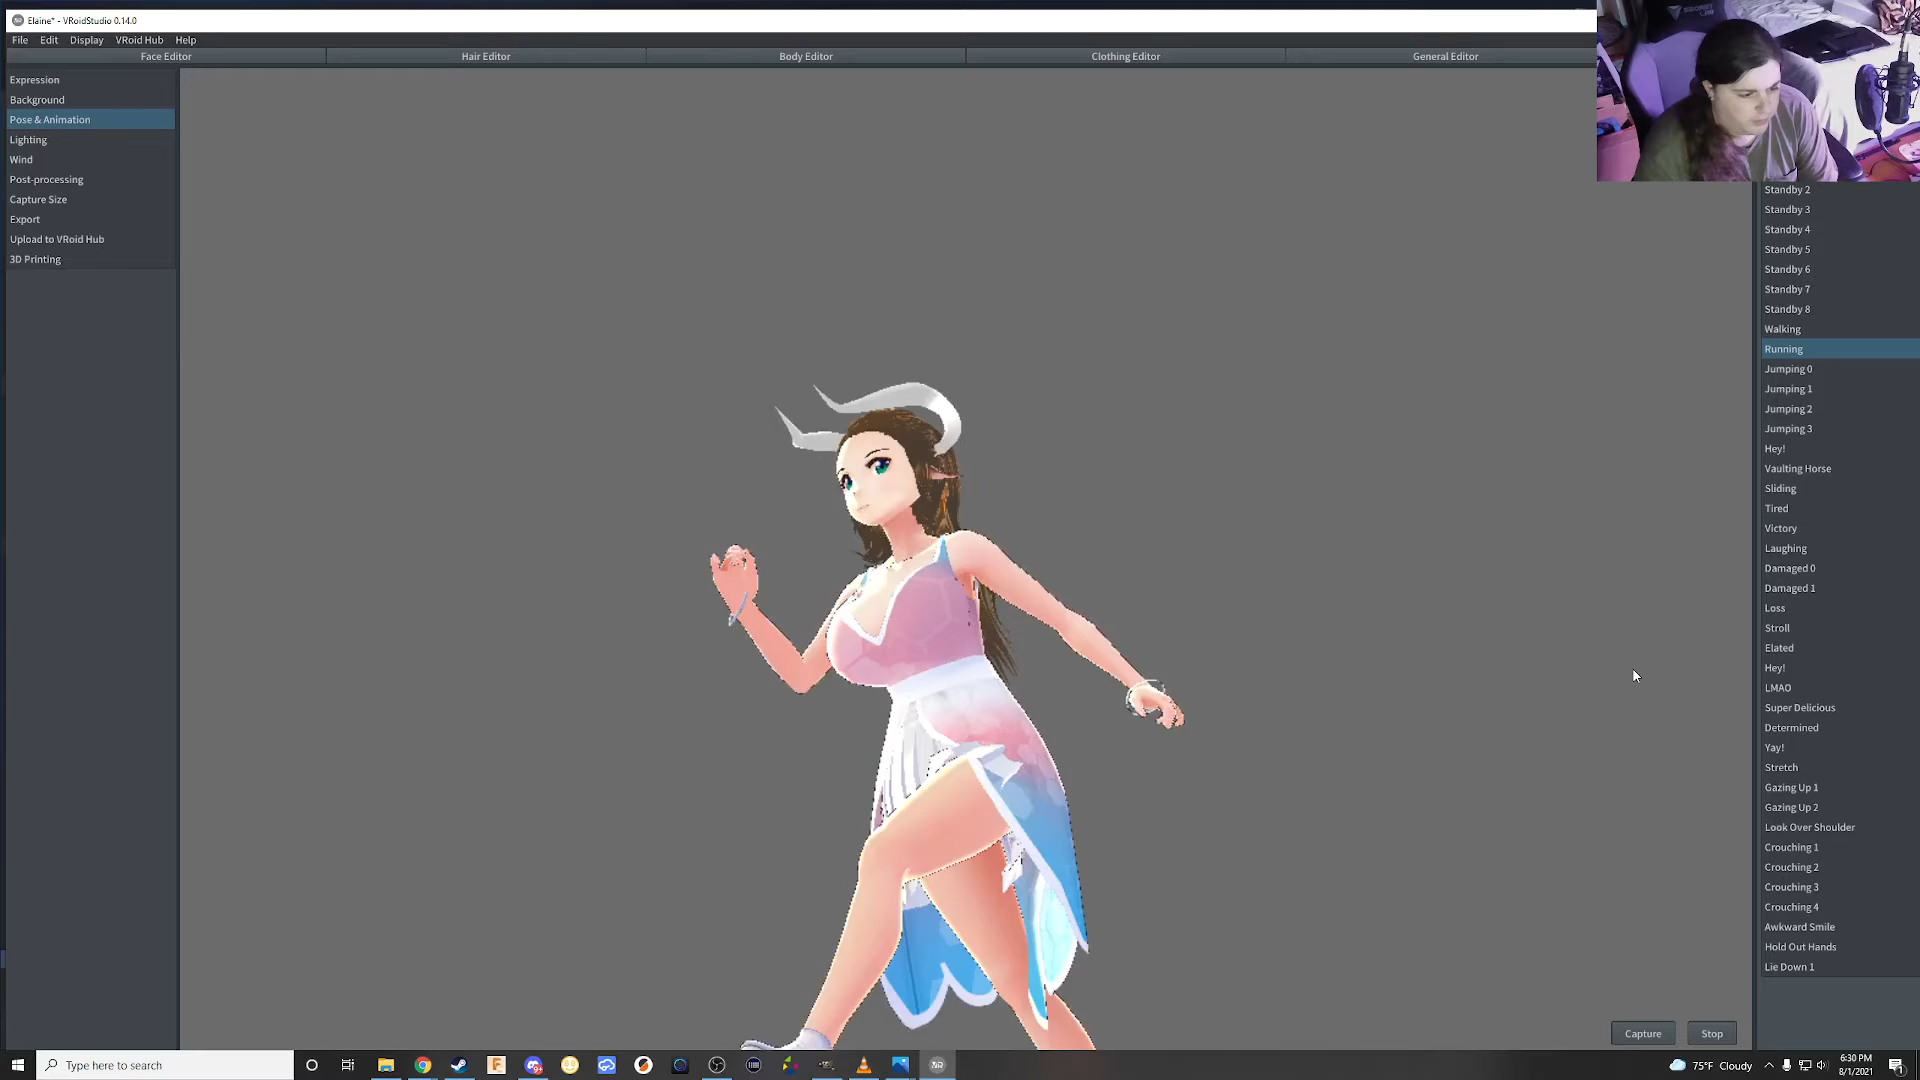 Elaine* - VRoidStudio 0.14.0
File Edit Display VRoid Hub Help
Face Editor Hair Editor Body Editor Clothing Editor General Editor
Expression
Background
Pose & Animation
Lighting
Wind
Post-processing
Capture Size
Export
Upload to VRoid Hub
3D Printing
Standby 2
Standby 3
Standby 4
Standby 5
Standby 6
Standby 7
Standby 8
Walking
Running
Jumping 0
Jumping 1
Jumping 2
Jumping 3
Hey!
Vaulting Horse
Sliding
Tired
Victory
Laughing
Damaged 0
Damaged 1
Loss
Stroll
Elated
Hey!
LMAO
Super Delicious
Determined
Yay!
Stretch
Gazing Up 1
Gazing Up 2
Look Over Shoulder
Crouching 1
Crouching 2
Crouching 3
Crouching 4
Awkward Smile
Hold Out Hands
Lie Down 1
Capture Stop
Type here to search
75°F Cloudy
6:30 PM
8/1/2021